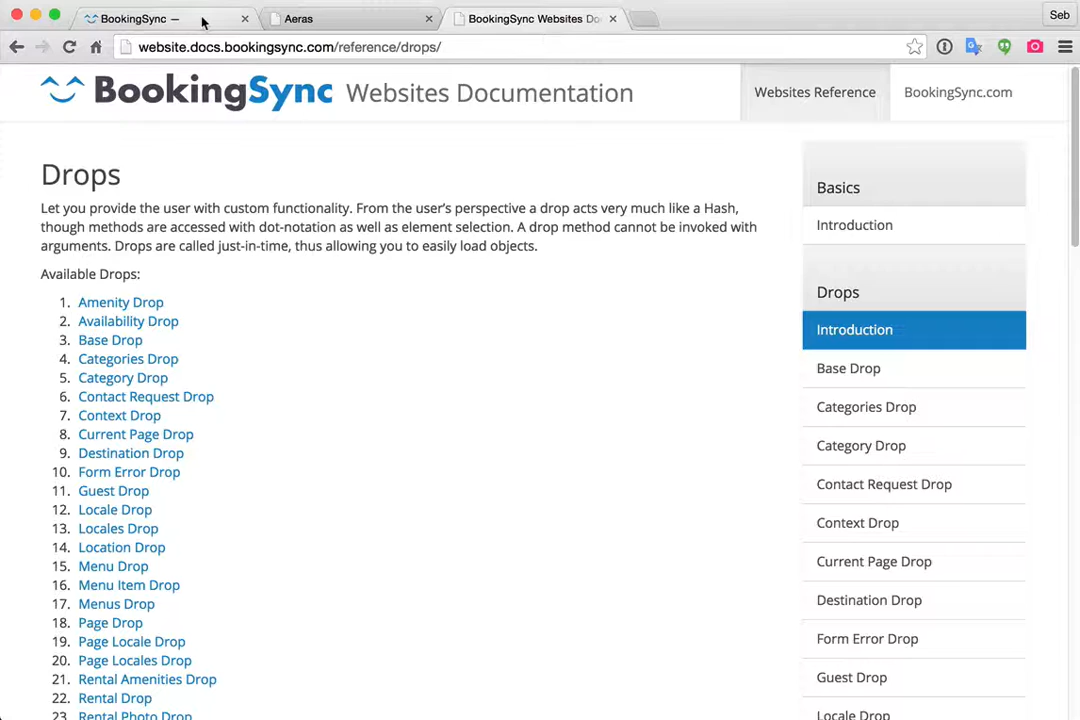 BookingSync —
Aeras
BookingSync Websites Do
Seb
website.docs.bookingsync.com/reference/drops/
BookingSync Websites Documentation
Websites Reference
BookingSync.com
Drops
Let you provide the user with custom functionality. From the user's perspective a drop acts very much like a Hash,
though methods are accessed with dot-notation as well as element selection. A drop method cannot be invoked with
arguments. Drops are called just-in-time, thus allowing you to easily load objects.
Available Drops:
1. Amenity Drop
2. Availability Drop
3. Base Drop
4. Categories Drop
5. Category Drop
6. Contact Request Drop
7. Context Drop
8. Current Page Drop
9. Destination Drop
10. Form Error Drop
11. Guest Drop
12. Locale Drop
13. Locales Drop
14. Location Drop
15. Menu Drop
16. Menu Item Drop
17. Menus Drop
18. Page Drop
19. Page Locale Drop
20. Page Locales Drop
21. Rental Amenities Drop
22. Rental Drop
23. Rental Photo Drop
Basics
Introduction
Drops
Introduction
Base Drop
Categories Drop
Category Drop
Contact Request Drop
Context Drop
Current Page Drop
Destination Drop
Form Error Drop
Guest Drop
Locale Drop